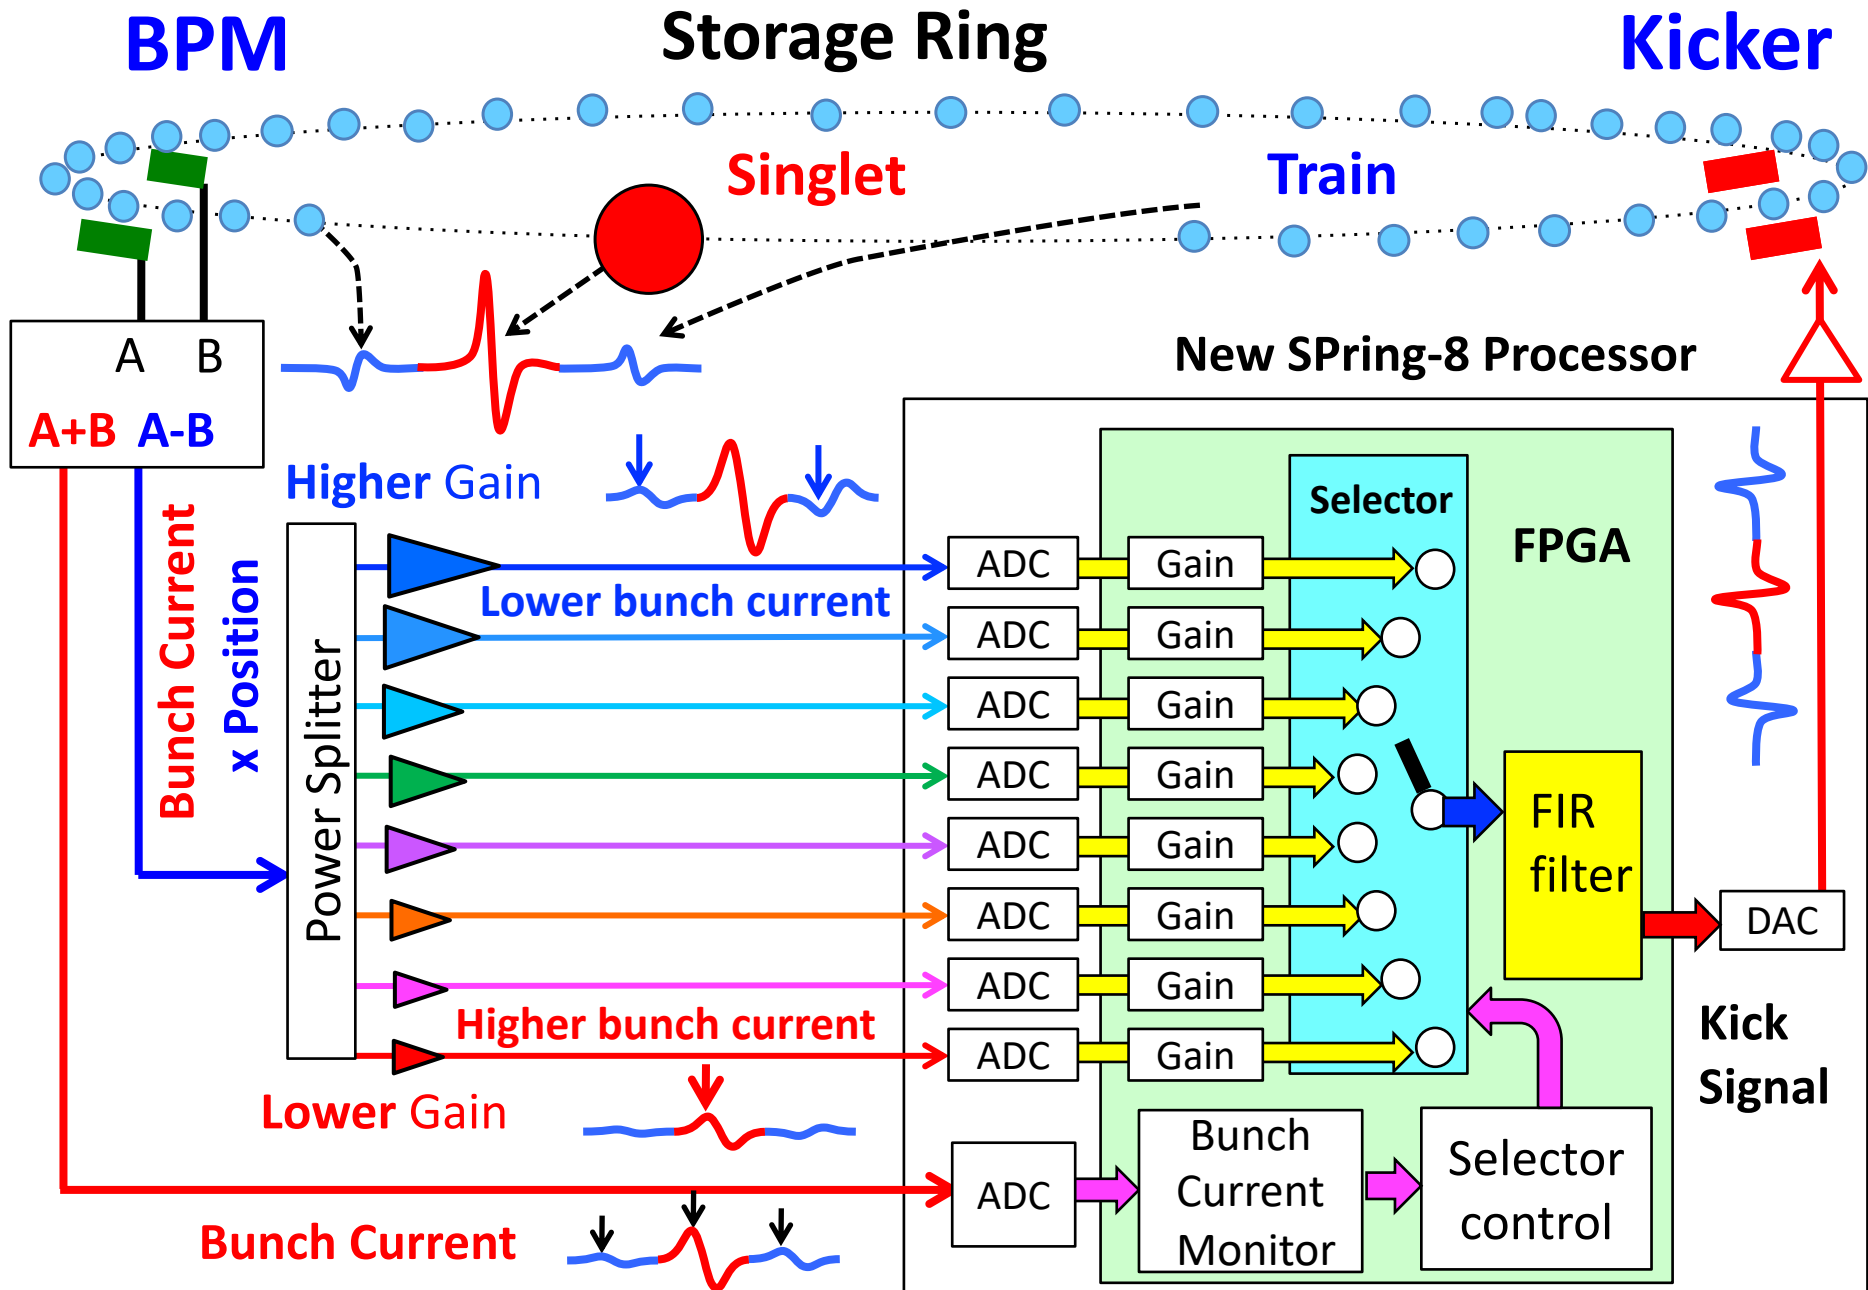 BPM
Storage Ring
Kicker
Singlet
Train
A B
A+B A-B
New SPring-8 Processor
Higher Gain
Bunch Current
x Position
Power Splitter
Lower bunch current
Higher bunch current
Lower Gain
Bunch Current
Selector
FPGA
ADC Gain
ADC Gain
ADC Gain
ADC Gain
ADC Gain
ADC Gain
ADC Gain
ADC Gain
FIR
filter
DAC
Kick
Signal
ADC
Bunch
Current
Monitor
Selector
control